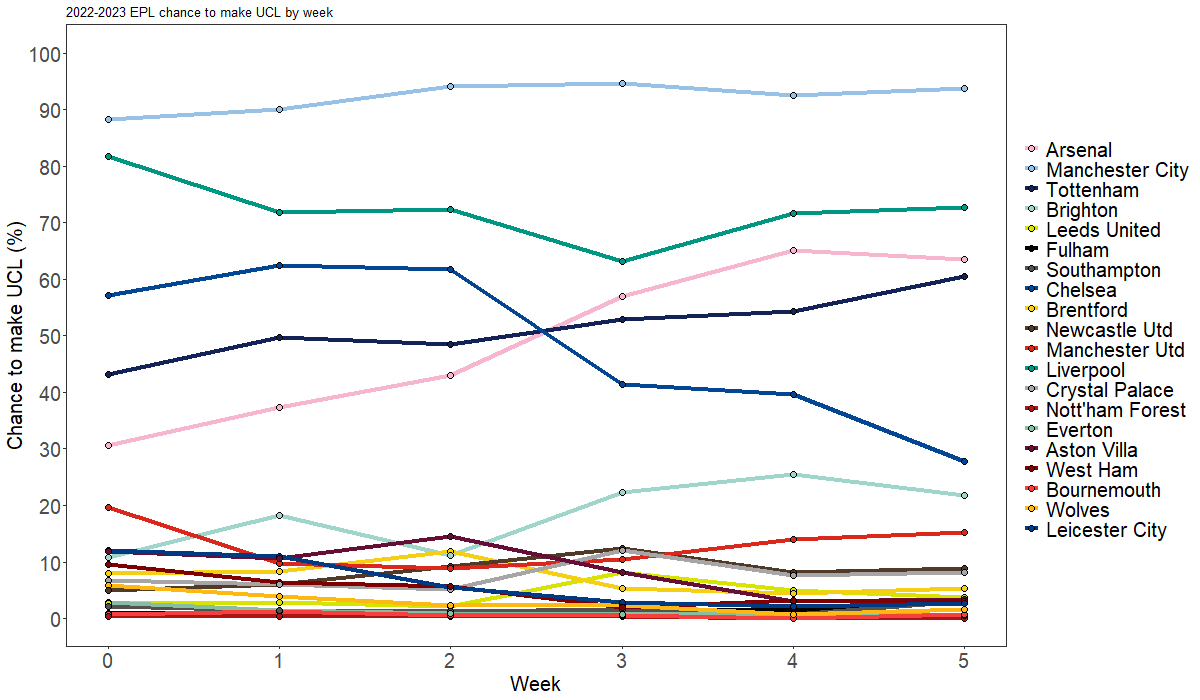 2022-2023 EPL chance to make UCL by week
Chance to make UCL (%)
100
90
80
70
60
50
40
30
20
10
0
0 1 2 3 4 5
Week
Arsenal
Manchester City
Tottenham
Brighton
Leeds United
Fulham
Southampton
Chelsea
Brentford
Newcastle Utd
Manchester Utd
Liverpool
Crystal Palace
Nott'ham Forest
Everton
Aston Villa
West Ham
Bournemouth
Wolves
Leicester City